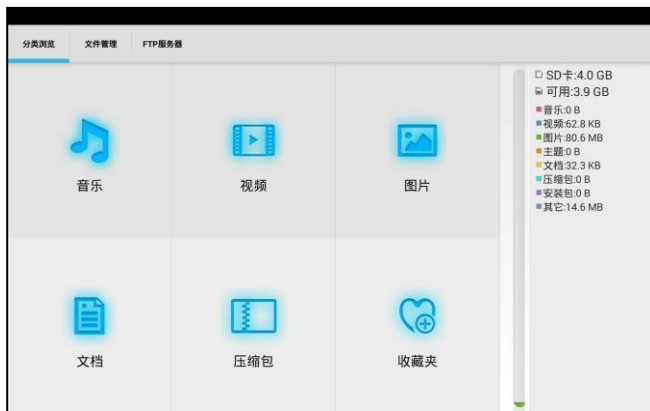 分类浏览 文件管理 FTP服务器
SD卡:4.0 GB
可用:3.9 GB
音乐:0 B
视频:62.8 KB
图片:80.6 MB
主题:0 B
文档:32.3 KB
压缩包:0 B
安装包:0 B
其它:14.6 MB
音乐 视频 图片
文档 压缩包 收藏夹